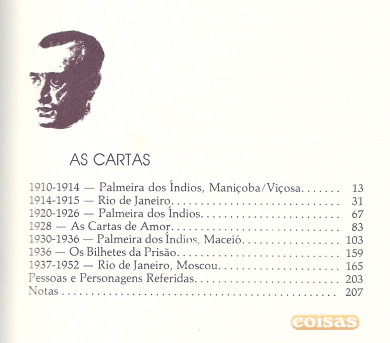 AS CARTAS
1910-1914 — Palmeira dos Índios, Maniçoba/Viçosa....... 13
1914-1915 — Rio de Janeiro.............................. 31
1920-1926 — Palmeira dos Índios......................... 67
1928 — As Cartas de Amor................................ 83
1930-1936 — Palmeira dos Índios, Maceió................. 103
1936 — Os Bilhetes da Prisão............................ 159
1937-1952 — Rio de Janeiro, Moscou...................... 165
Pessoas e Personagens Referidas......................... 203
Notas .................................................. 207
coisas